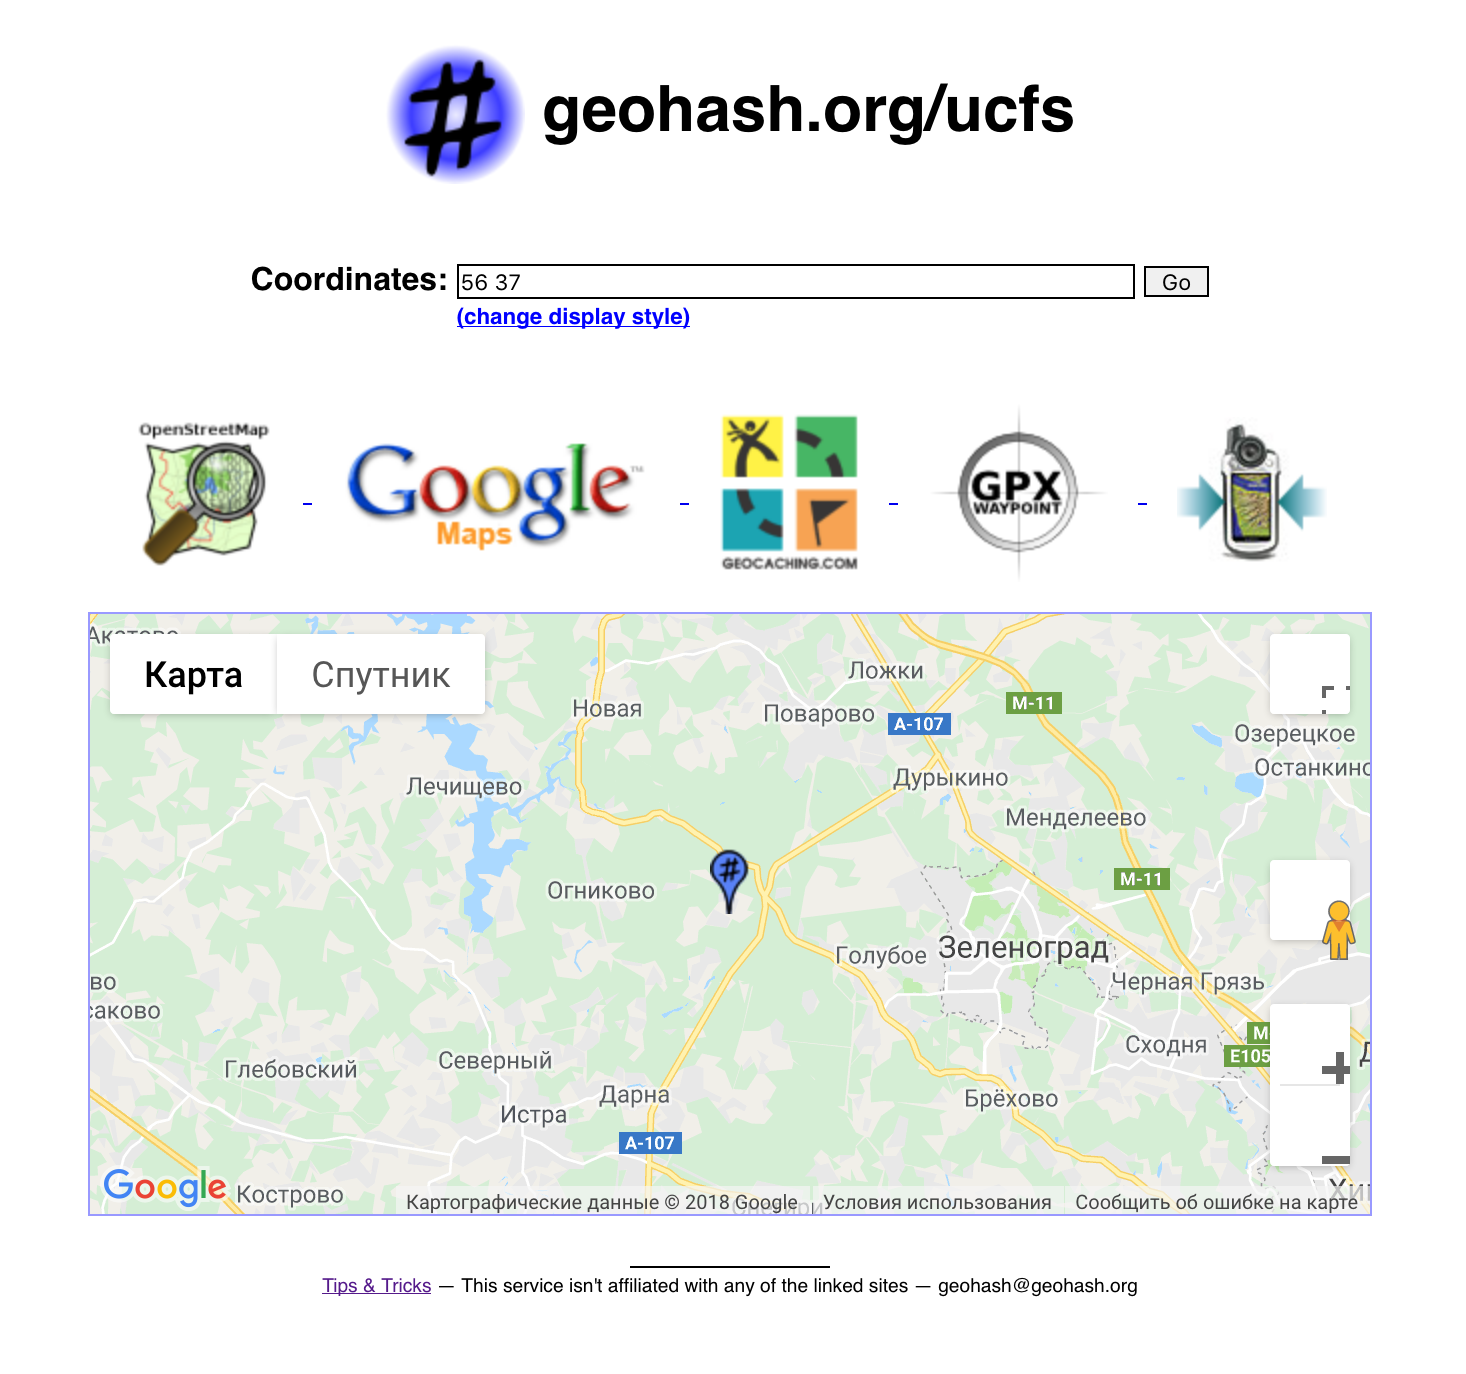 # geohash.org/ucfs
Coordinates: 56 37 Go
(change display style)
OpenStreetMap
Google™
Maps
GEOCACHING.COM
GPX
WAYPOINT
Карта Спутник
Ложки
М-11
Новая
Поварово
А-107
Озерецкое
Останкинс
Лечищево
Дурыкино
Менделеево
#
М-11
Огниково
Голубое
Зеленоград
Черная Грязь
во
саково
Сходня
М
E105
Глебовский
Северный
Дарна
Брёхово
Истра
А-107
Google
Кострово
Картографические данные © 2018 Google Условия использования Сообщить об ошибке на карте
Tips & Tricks — This service isn't affiliated with any of the linked sites — geohash@geohash.org